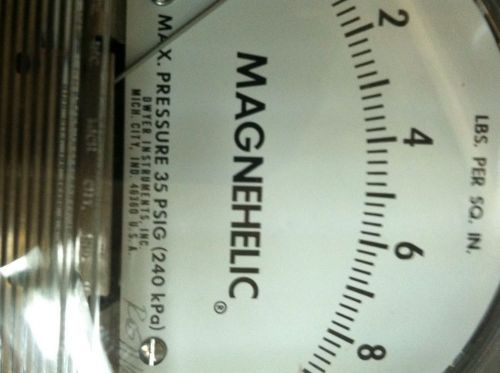 LBS. PER SQ. IN.
2
4
6
8
MAGNEHELIC®
MAX. PRESSURE 35 PSIG (240 kPa)
DWYER INSTRUMENTS, INC.
MICH. CITY, IND. 46360 U.S.A.